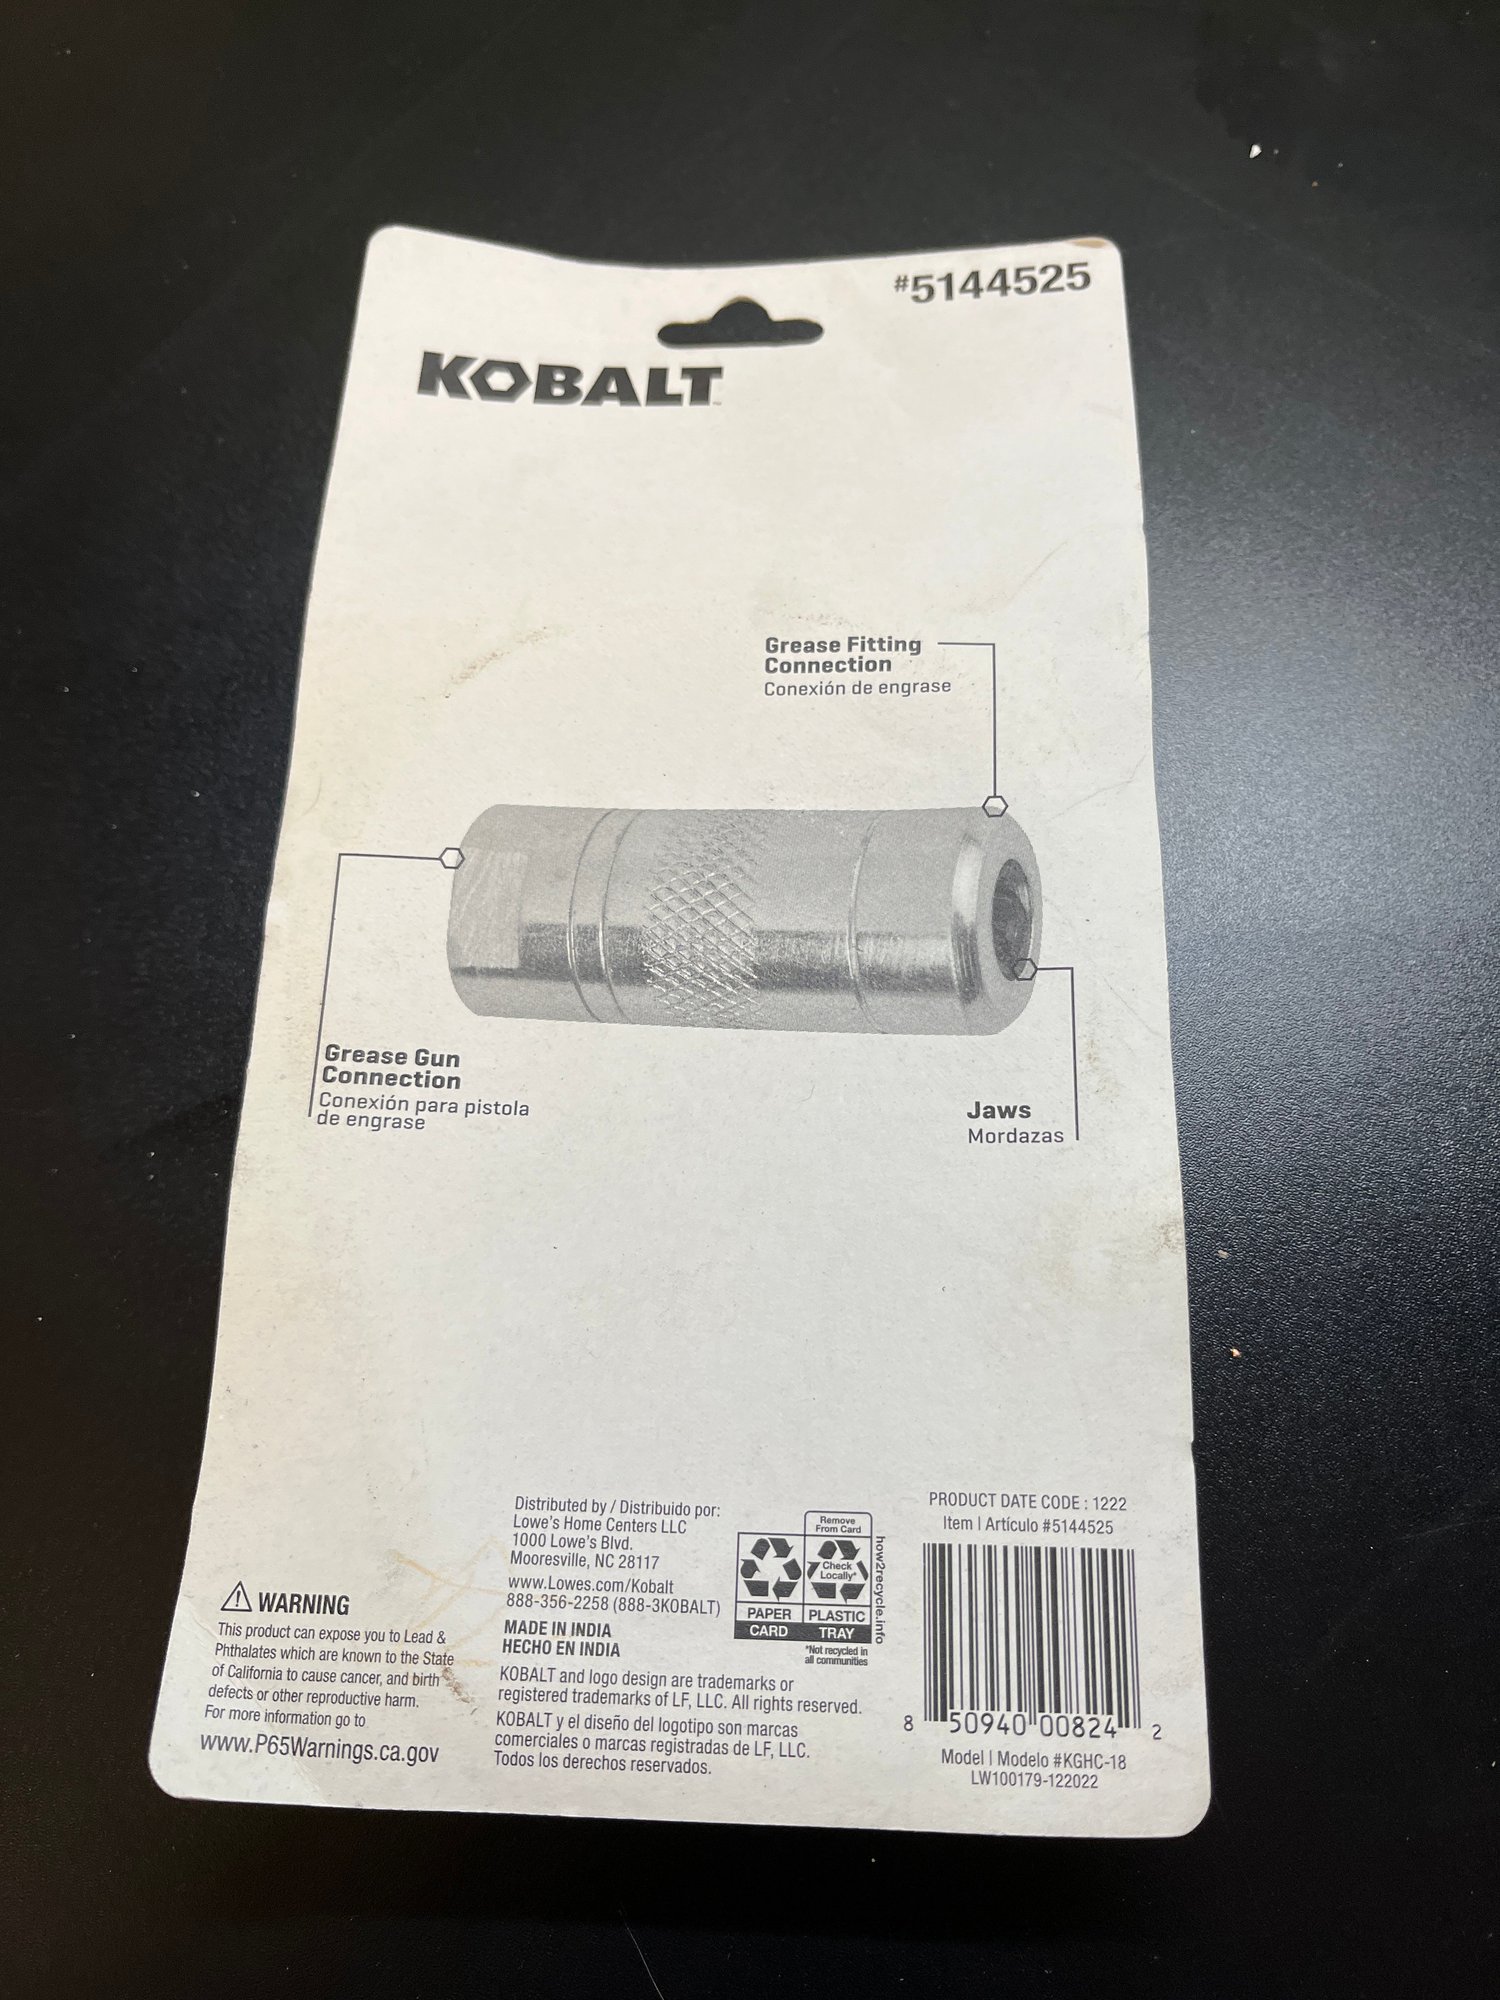 #5144525
KOBALT
Grease Fitting
Connection
Conexión de engrase
Grease Gun
Connection
Conexión para pistola
de engrase
Jaws
Mordazas
WARNING
This product can expose you to Lead &
Phthalates which are known to the State
of California to cause cancer, and birth
defects or other reproductive harm.
For more information go to
www.P65Warnings.ca.gov
Distributed by / Distribuido por:
Lowe's Home Centers LLC
1000 Lowe's Blvd.
Mooresville, NC 28117
www.Lowes.com/Kobalt
888-356-2258 (888-3KOBALT)
MADE IN INDIA
HECHO EN INDIA
KOBALT and logo design are trademarks or
registered trademarks of LF, LLC. All rights reserved.
KOBALT y el diseño del logotipo son marcas
comerciales o marcas registradas de LF, LLC.
Todos los derechos reservados.
Remove
From Card
Check
Locally*
PAPER
CARD
PLASTIC
TRAY
*Not recycled in
all communities
how2recycle.info
PRODUCT DATE CODE : 1222
Item | Artículo #5144525
8 50940 00824 2
Model | Modelo #KGHC-18
LW100179-122022